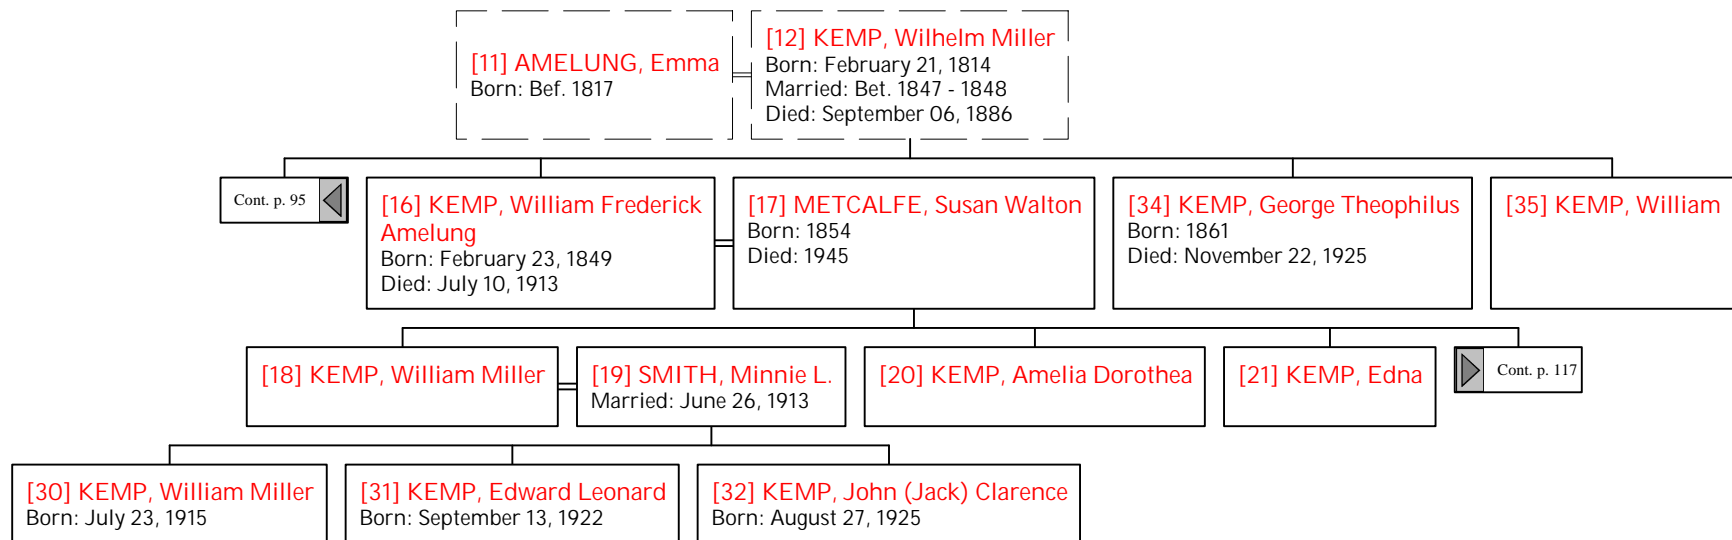 [11] AMELUNG, Emma
Born: Bef. 1817
[12] KEMP, Wilhelm Miller
Born: February 21, 1814
Married: Bet. 1847 - 1848
Died: September 06, 1886
Cont. p. 95
[16] KEMP, William Frederick
Amelung
Born: February 23, 1849
Died: July 10, 1913
[17] METCALFE, Susan Walton
Born: 1854
Died: 1945
[34] KEMP, George Theophilus
Born: 1861
Died: November 22, 1925
[35] KEMP, William
[18] KEMP, William Miller
[19] SMITH, Minnie L.
Married: June 26, 1913
[20] KEMP, Amelia Dorothea
[21] KEMP, Edna
Cont. p. 117
[30] KEMP, William Miller
Born: July 23, 1915
[31] KEMP, Edward Leonard
Born: September 13, 1922
[32] KEMP, John (Jack) Clarence
Born: August 27, 1925